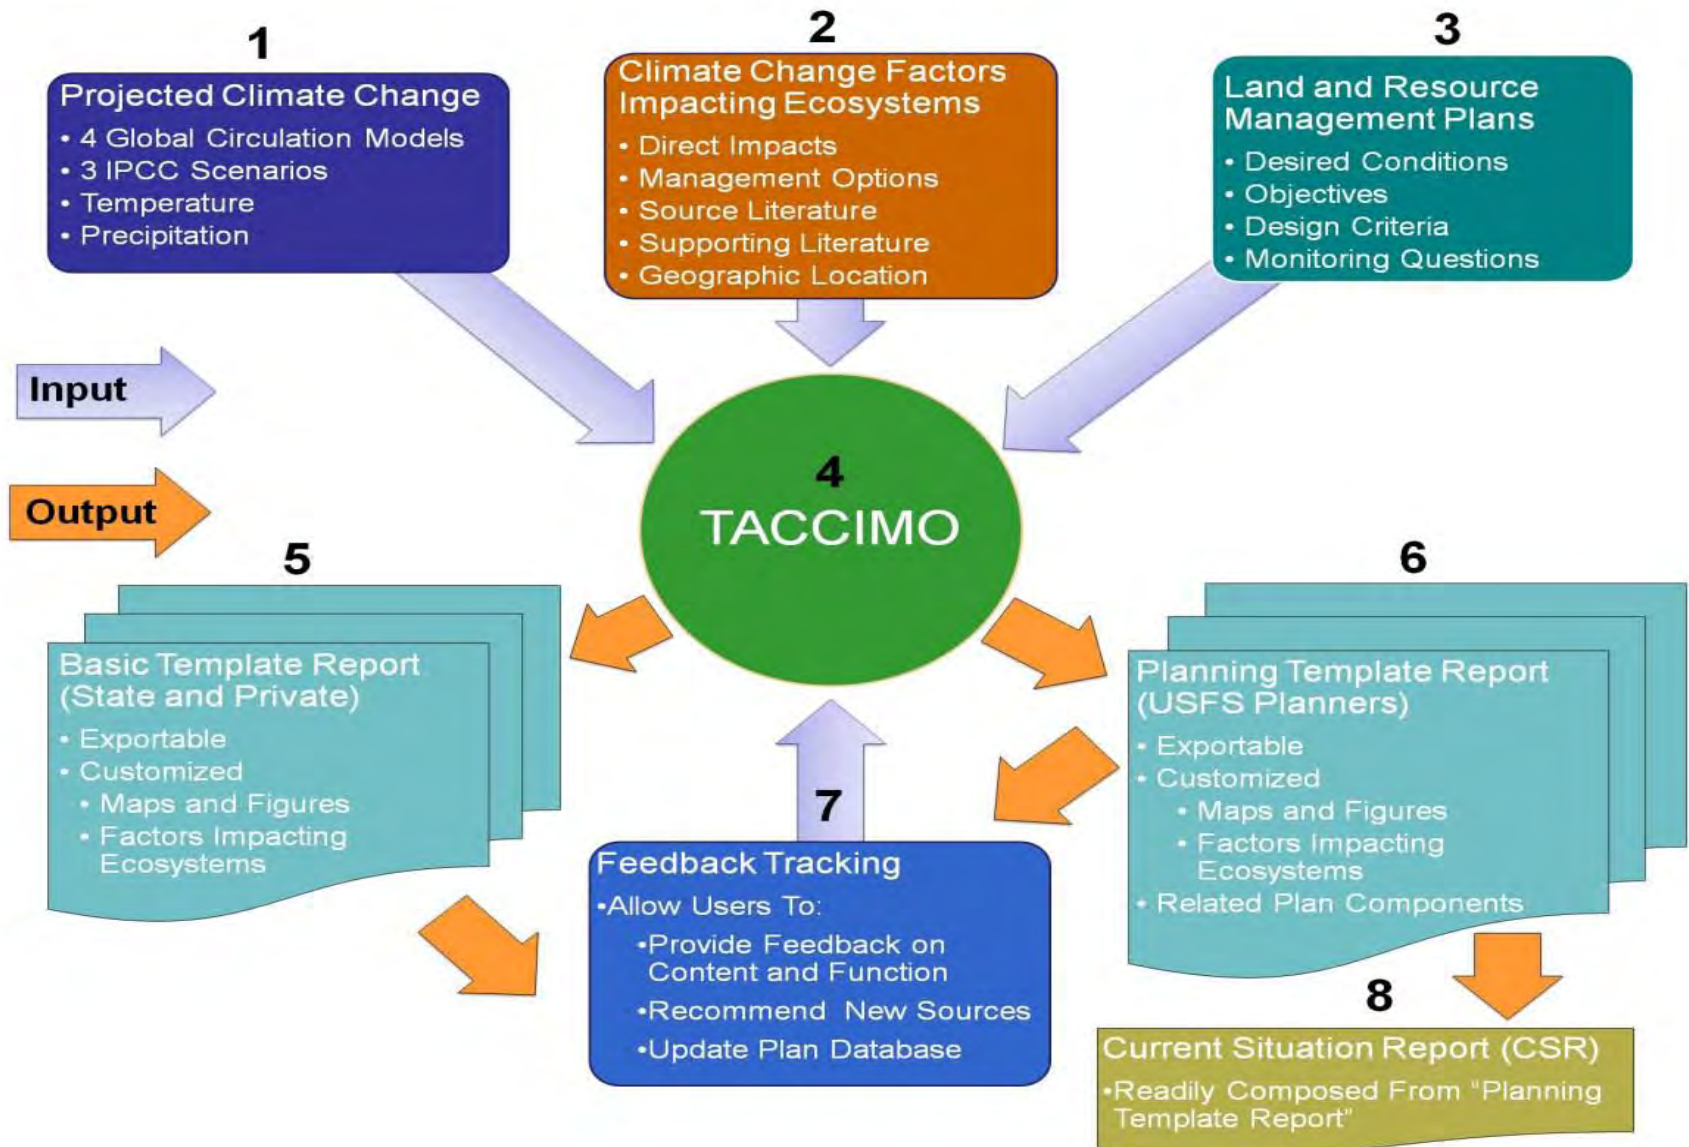 1
Projected Climate Change
• 4 Global Circulation Models
• 3 IPCC Scenarios
• Temperature
• Precipitation
2
Climate Change Factors
Impacting Ecosystems
• Direct Impacts
• Management Options
• Source Literature
• Supporting Literature
• Geographic Location
3
Land and Resource
Management Plans
• Desired Conditions
• Objectives
• Design Criteria
• Monitoring Questions
Input
Output
4
TACCIMO
5
Basic Template Report
(State and Private)
• Exportable
• Customized
• Maps and Figures
• Factors Impacting
Ecosystems
6
Planning Template Report
(USFS Planners)
• Exportable
• Customized
• Maps and Figures
• Factors Impacting
Ecosystems
• Related Plan Components
7
Feedback Tracking
•Allow Users To:
•Provide Feedback on
Content and Function
•Recommend New Sources
•Update Plan Database
8
Current Situation Report (CSR)
•Readily Composed From "Planning
Template Report"